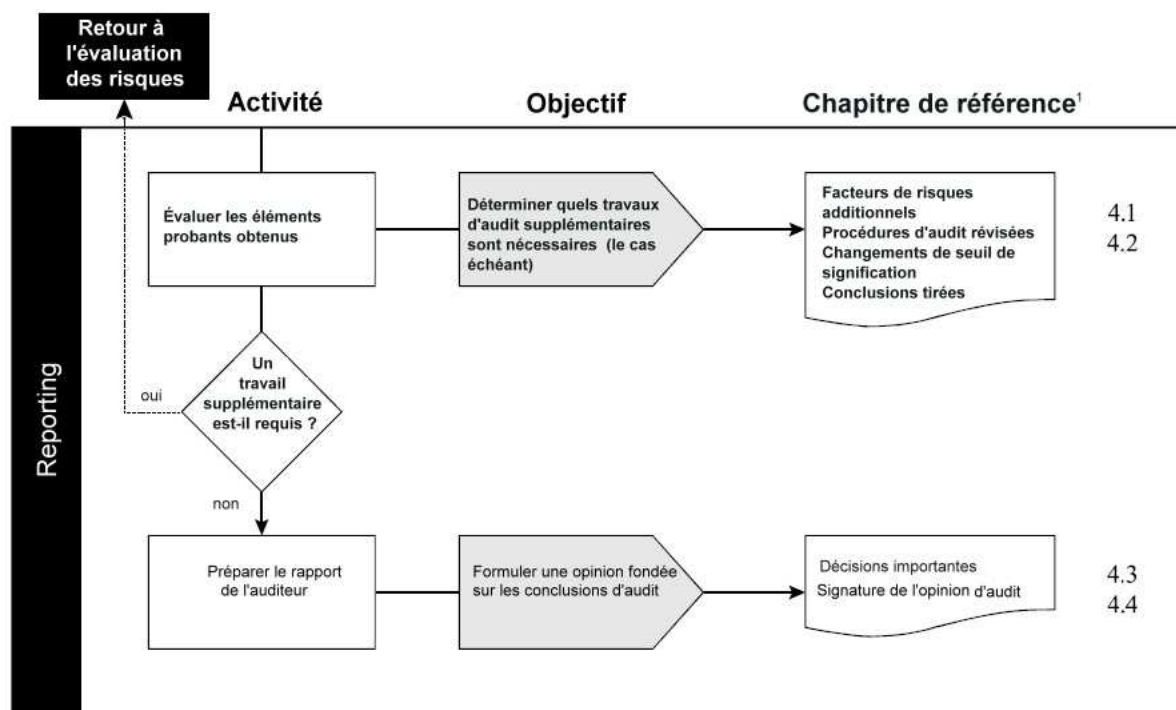 Retour à
l'évaluation
des risques
Activité
Objectif
Chapitre de référence¹
Reporting
Évaluer les éléments
probants obtenus
Déterminer quels travaux
d'audit supplémentaires
sont nécessaires (le cas
échéant)
Facteurs de risques
additionnels
Procédures d'audit révisées
Changements de seuil de
signification
Conclusions tirées
4.1
4.2
Un
travail
supplémentaire
est-il requis ?
oui
non
Préparer le rapport
de l'auditeur
Formuler une opinion fondée
sur les conclusions d'audit
Décisions importantes
Signature de l'opinion d'audit
4.3
4.4